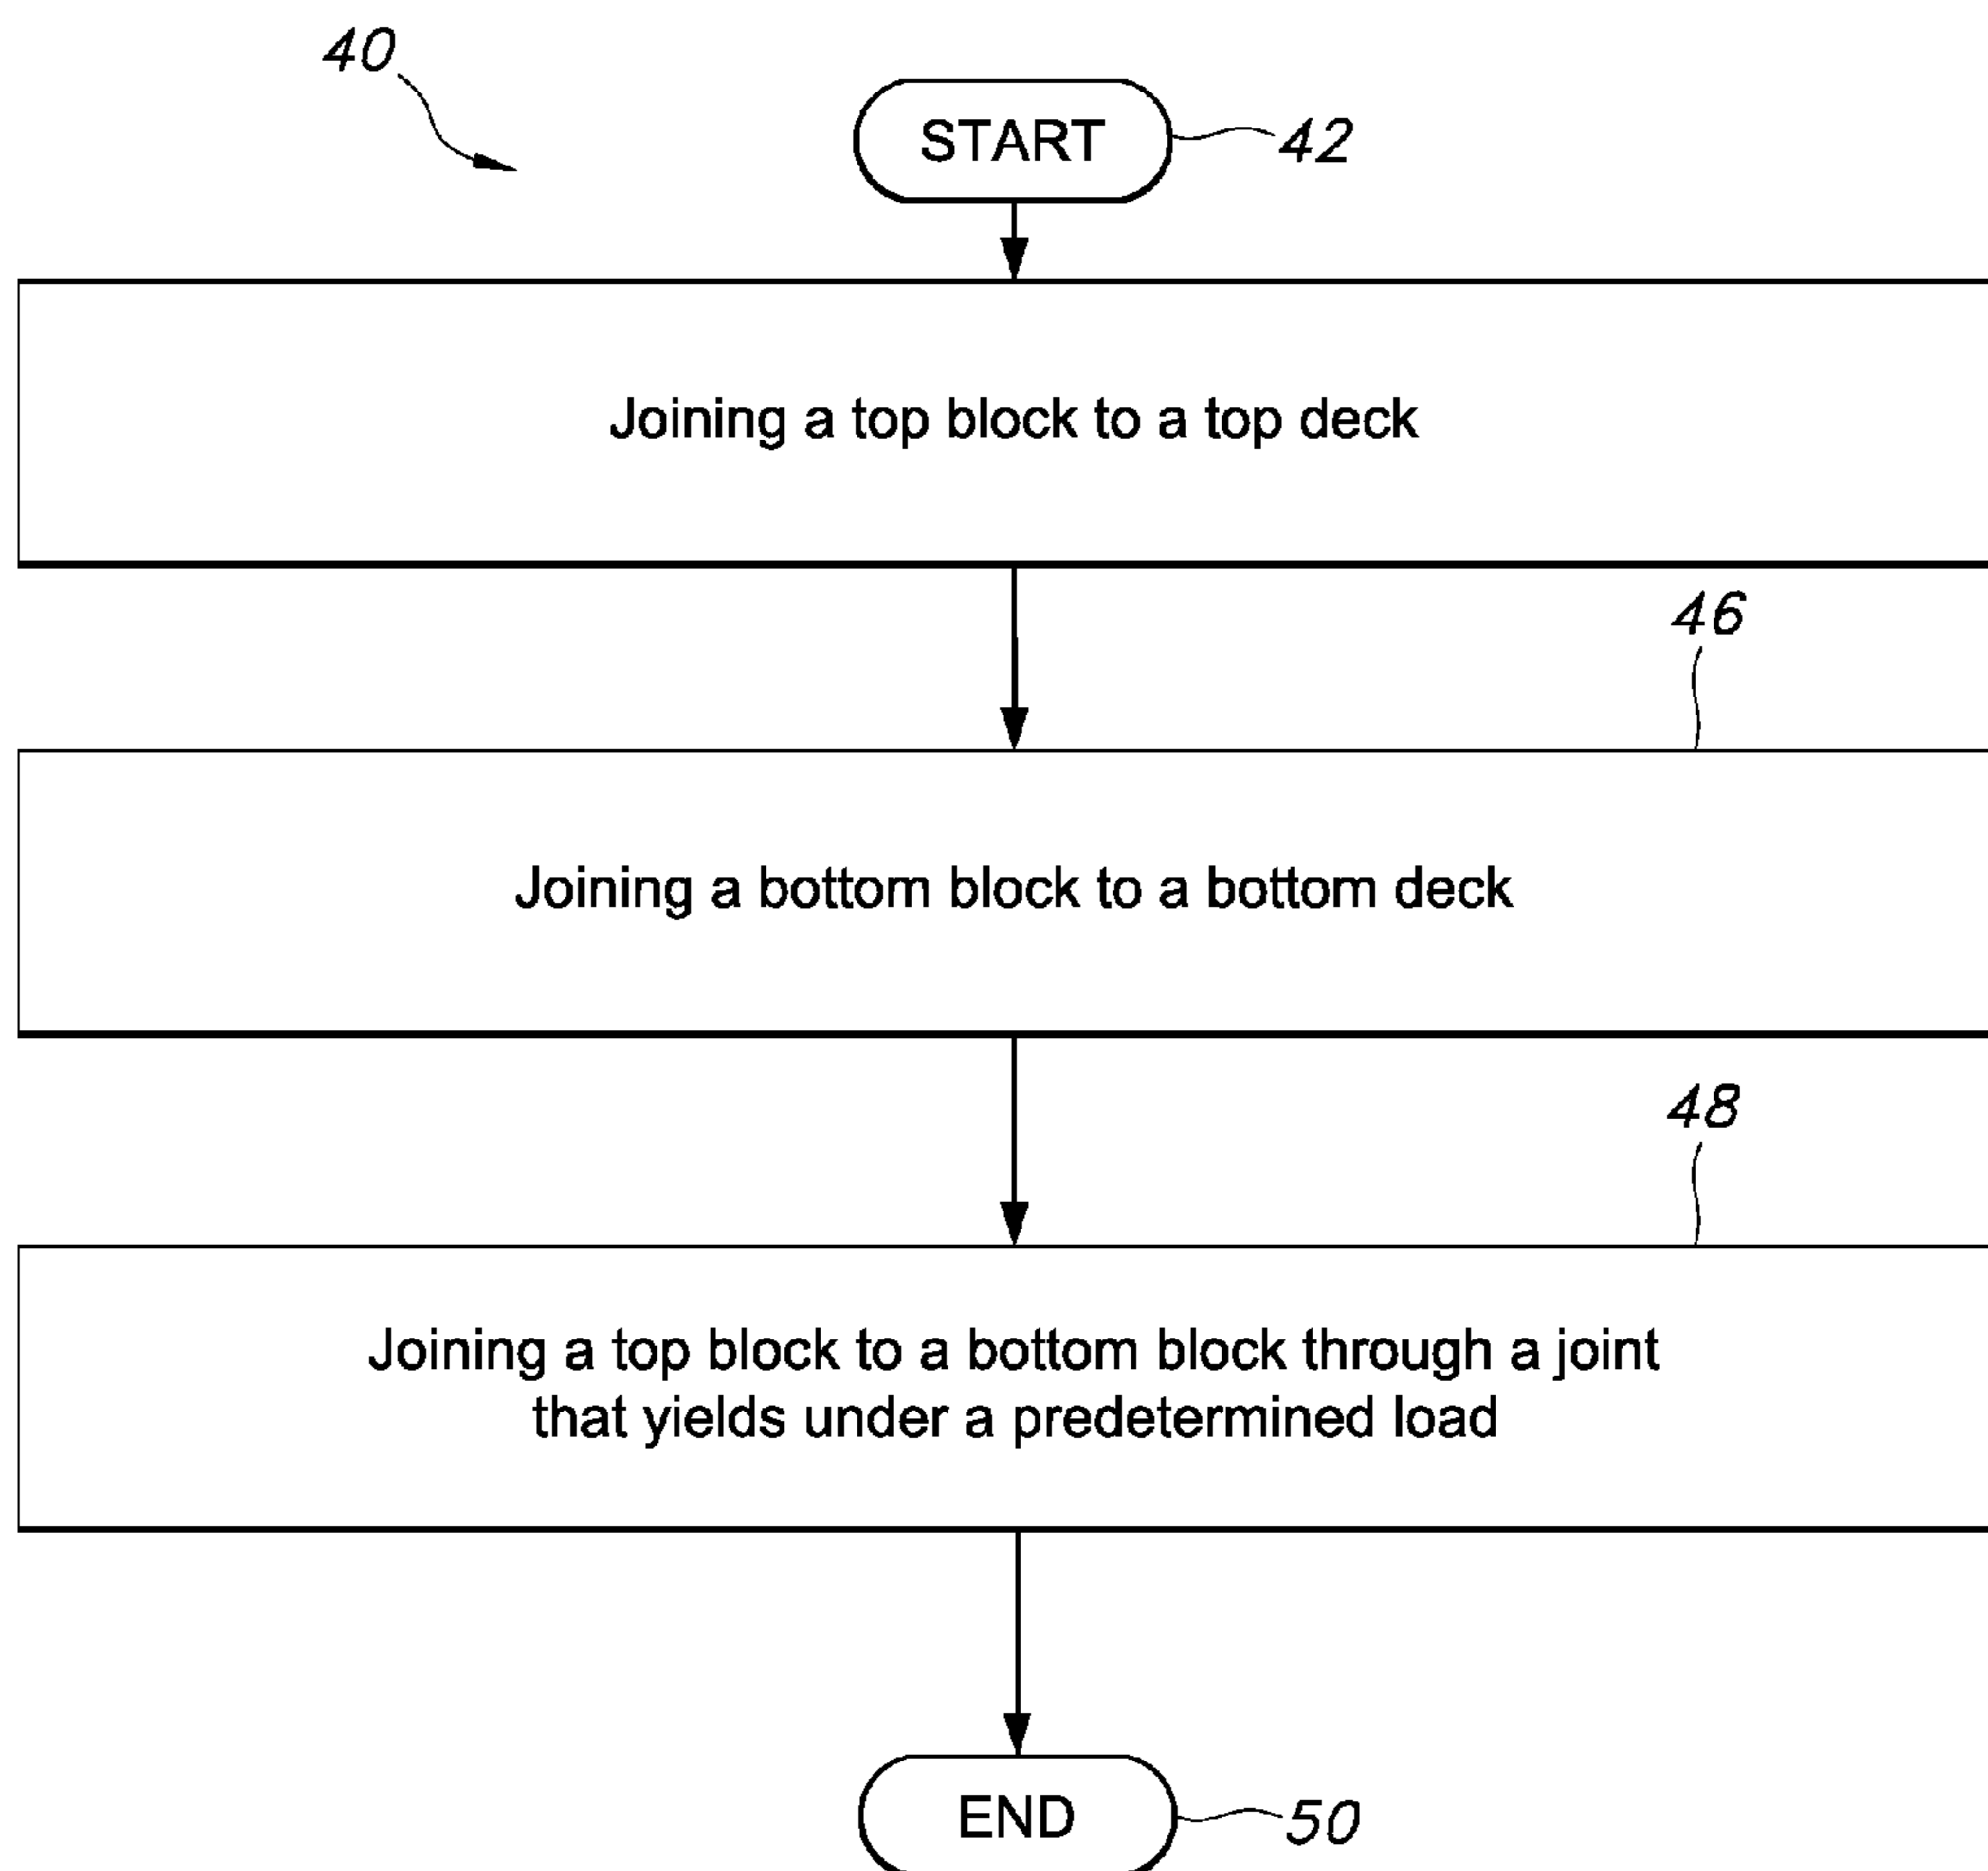 40
START
42
Joining a top block to a top deck
46
Joining a bottom block to a bottom deck
48
Joining a top block to a bottom block through a joint
that yields under a predetermined load
END
50